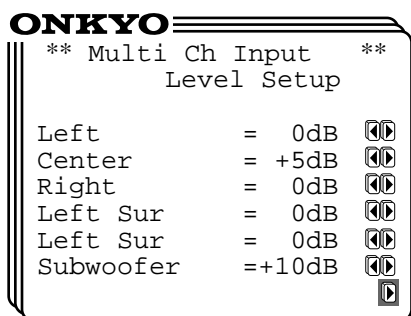 ONKYO
** Multi Ch Input **
Level Setup
Left = 0dB
Center = +5dB
Right = 0dB
Left Sur = 0dB
Left Sur = 0dB
Subwoofer =+10dB